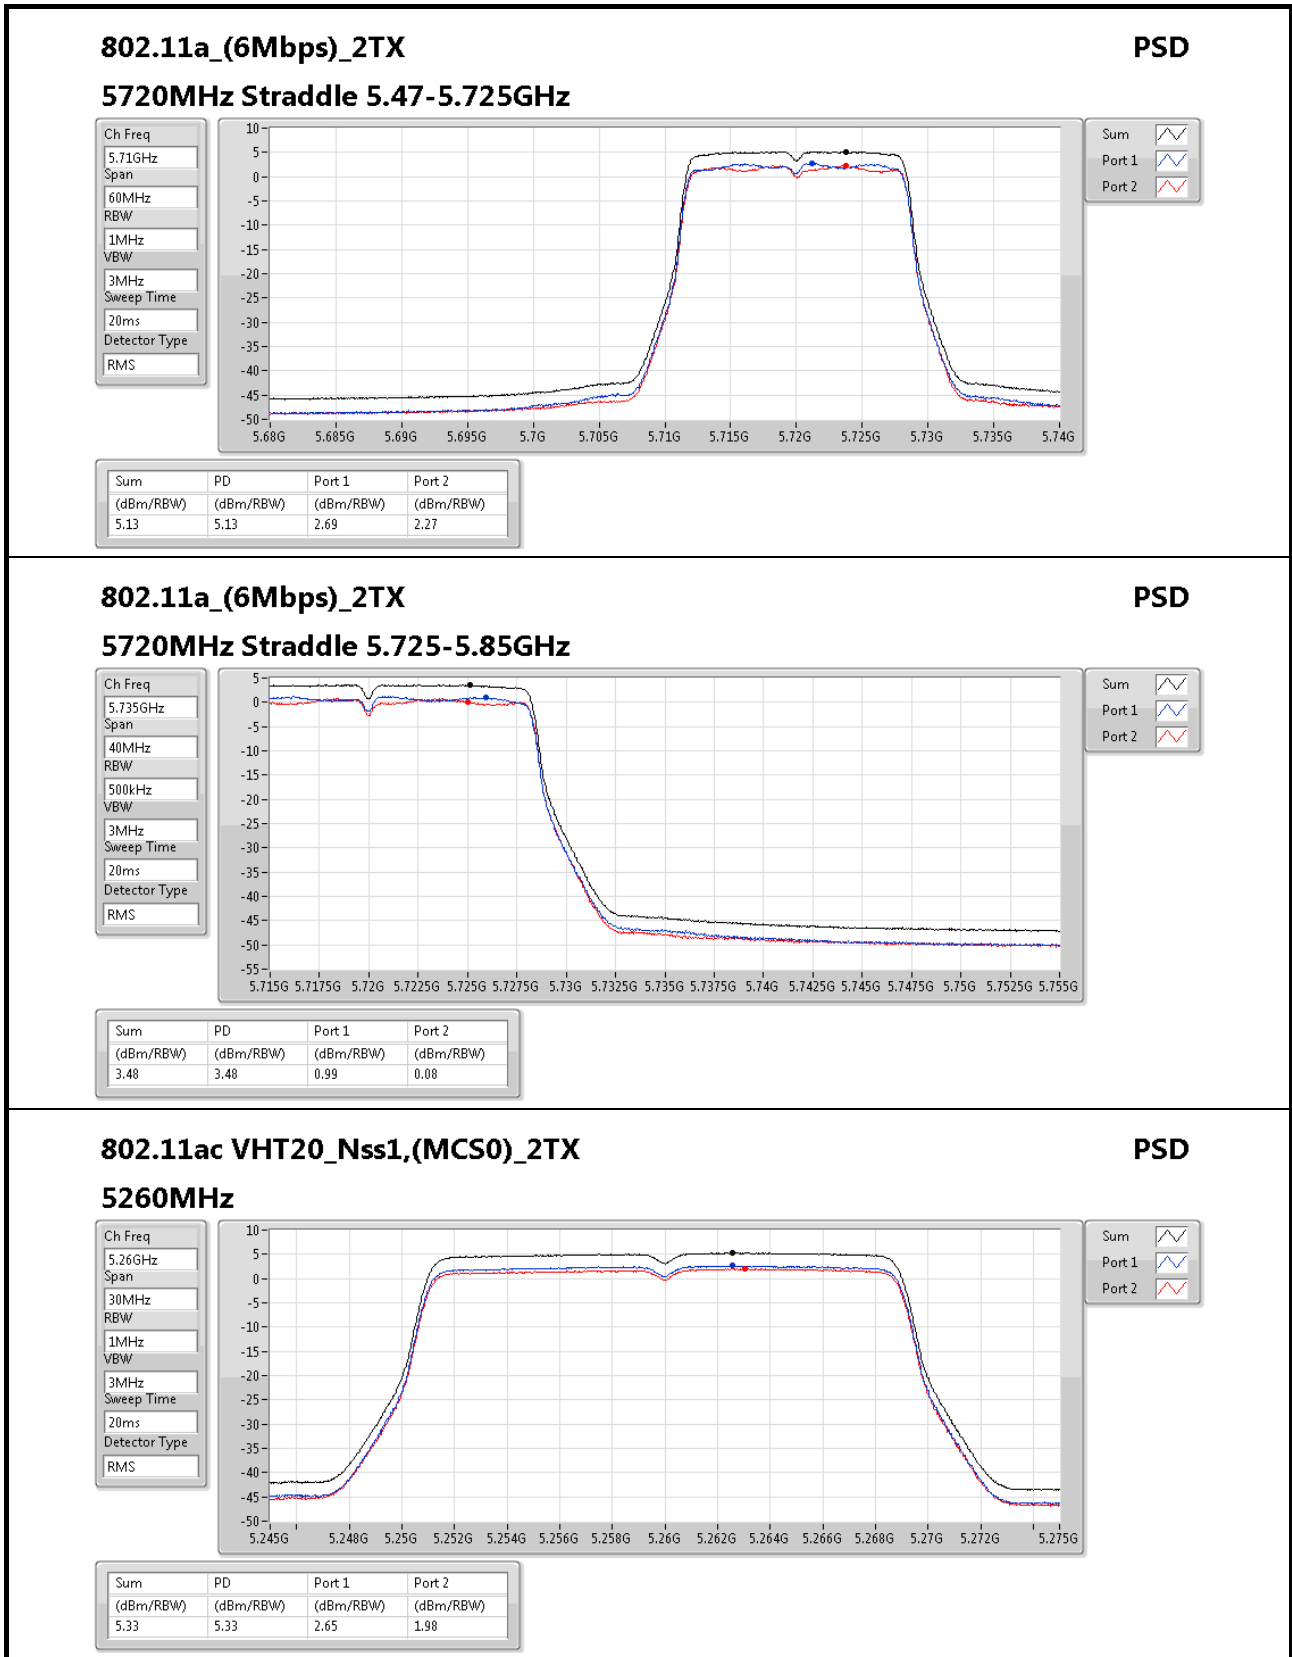 802.11a_(6Mbps)_2TX PSD
5720MHz Straddle 5.47-5.725GHz
Ch Freq
5.71GHz
Span
60MHz
RBW
1MHz
VBW
3MHz
Sweep Time
20ms
Detector Type
RMS
10
5
0
-5
-10
-15
-20
-25
-30
-35
-40
-45
-50
5.68G 5.685G 5.69G 5.695G 5.7G 5.705G 5.71G 5.715G 5.72G 5.725G 5.73G 5.735G 5.74G
Sum
Port 1
Port 2
Sum PD Port 1 Port 2
(dBm/RBW) (dBm/RBW) (dBm/RBW) (dBm/RBW)
5.13 5.13 2.69 2.27
802.11a_(6Mbps)_2TX PSD
5720MHz Straddle 5.725-5.85GHz
Ch Freq
5.735GHz
Span
40MHz
RBW
500kHz
VBW
3MHz
Sweep Time
20ms
Detector Type
RMS
5
0
-5
-10
-15
-20
-25
-30
-35
-40
-45
-50
-55
5.715G 5.7175G 5.72G 5.7225G 5.725G 5.7275G 5.73G 5.7325G 5.735G 5.7375G 5.74G 5.7425G 5.745G 5.7475G 5.75G 5.7525G 5.755G
Sum
Port 1
Port 2
Sum PD Port 1 Port 2
(dBm/RBW) (dBm/RBW) (dBm/RBW) (dBm/RBW)
3.48 3.48 0.99 0.08
802.11ac VHT20_Nss1,(MCS0)_2TX PSD
5260MHz
Ch Freq
5.26GHz
Span
30MHz
RBW
1MHz
VBW
3MHz
Sweep Time
20ms
Detector Type
RMS
10
5
0
-5
-10
-15
-20
-25
-30
-35
-40
-45
-50
5.245G 5.248G 5.25G 5.252G 5.254G 5.256G 5.258G 5.26G 5.262G 5.264G 5.266G 5.268G 5.27G 5.272G 5.275G
Sum
Port 1
Port 2
Sum PD Port 1 Port 2
(dBm/RBW) (dBm/RBW) (dBm/RBW) (dBm/RBW)
5.33 5.33 2.65 1.98